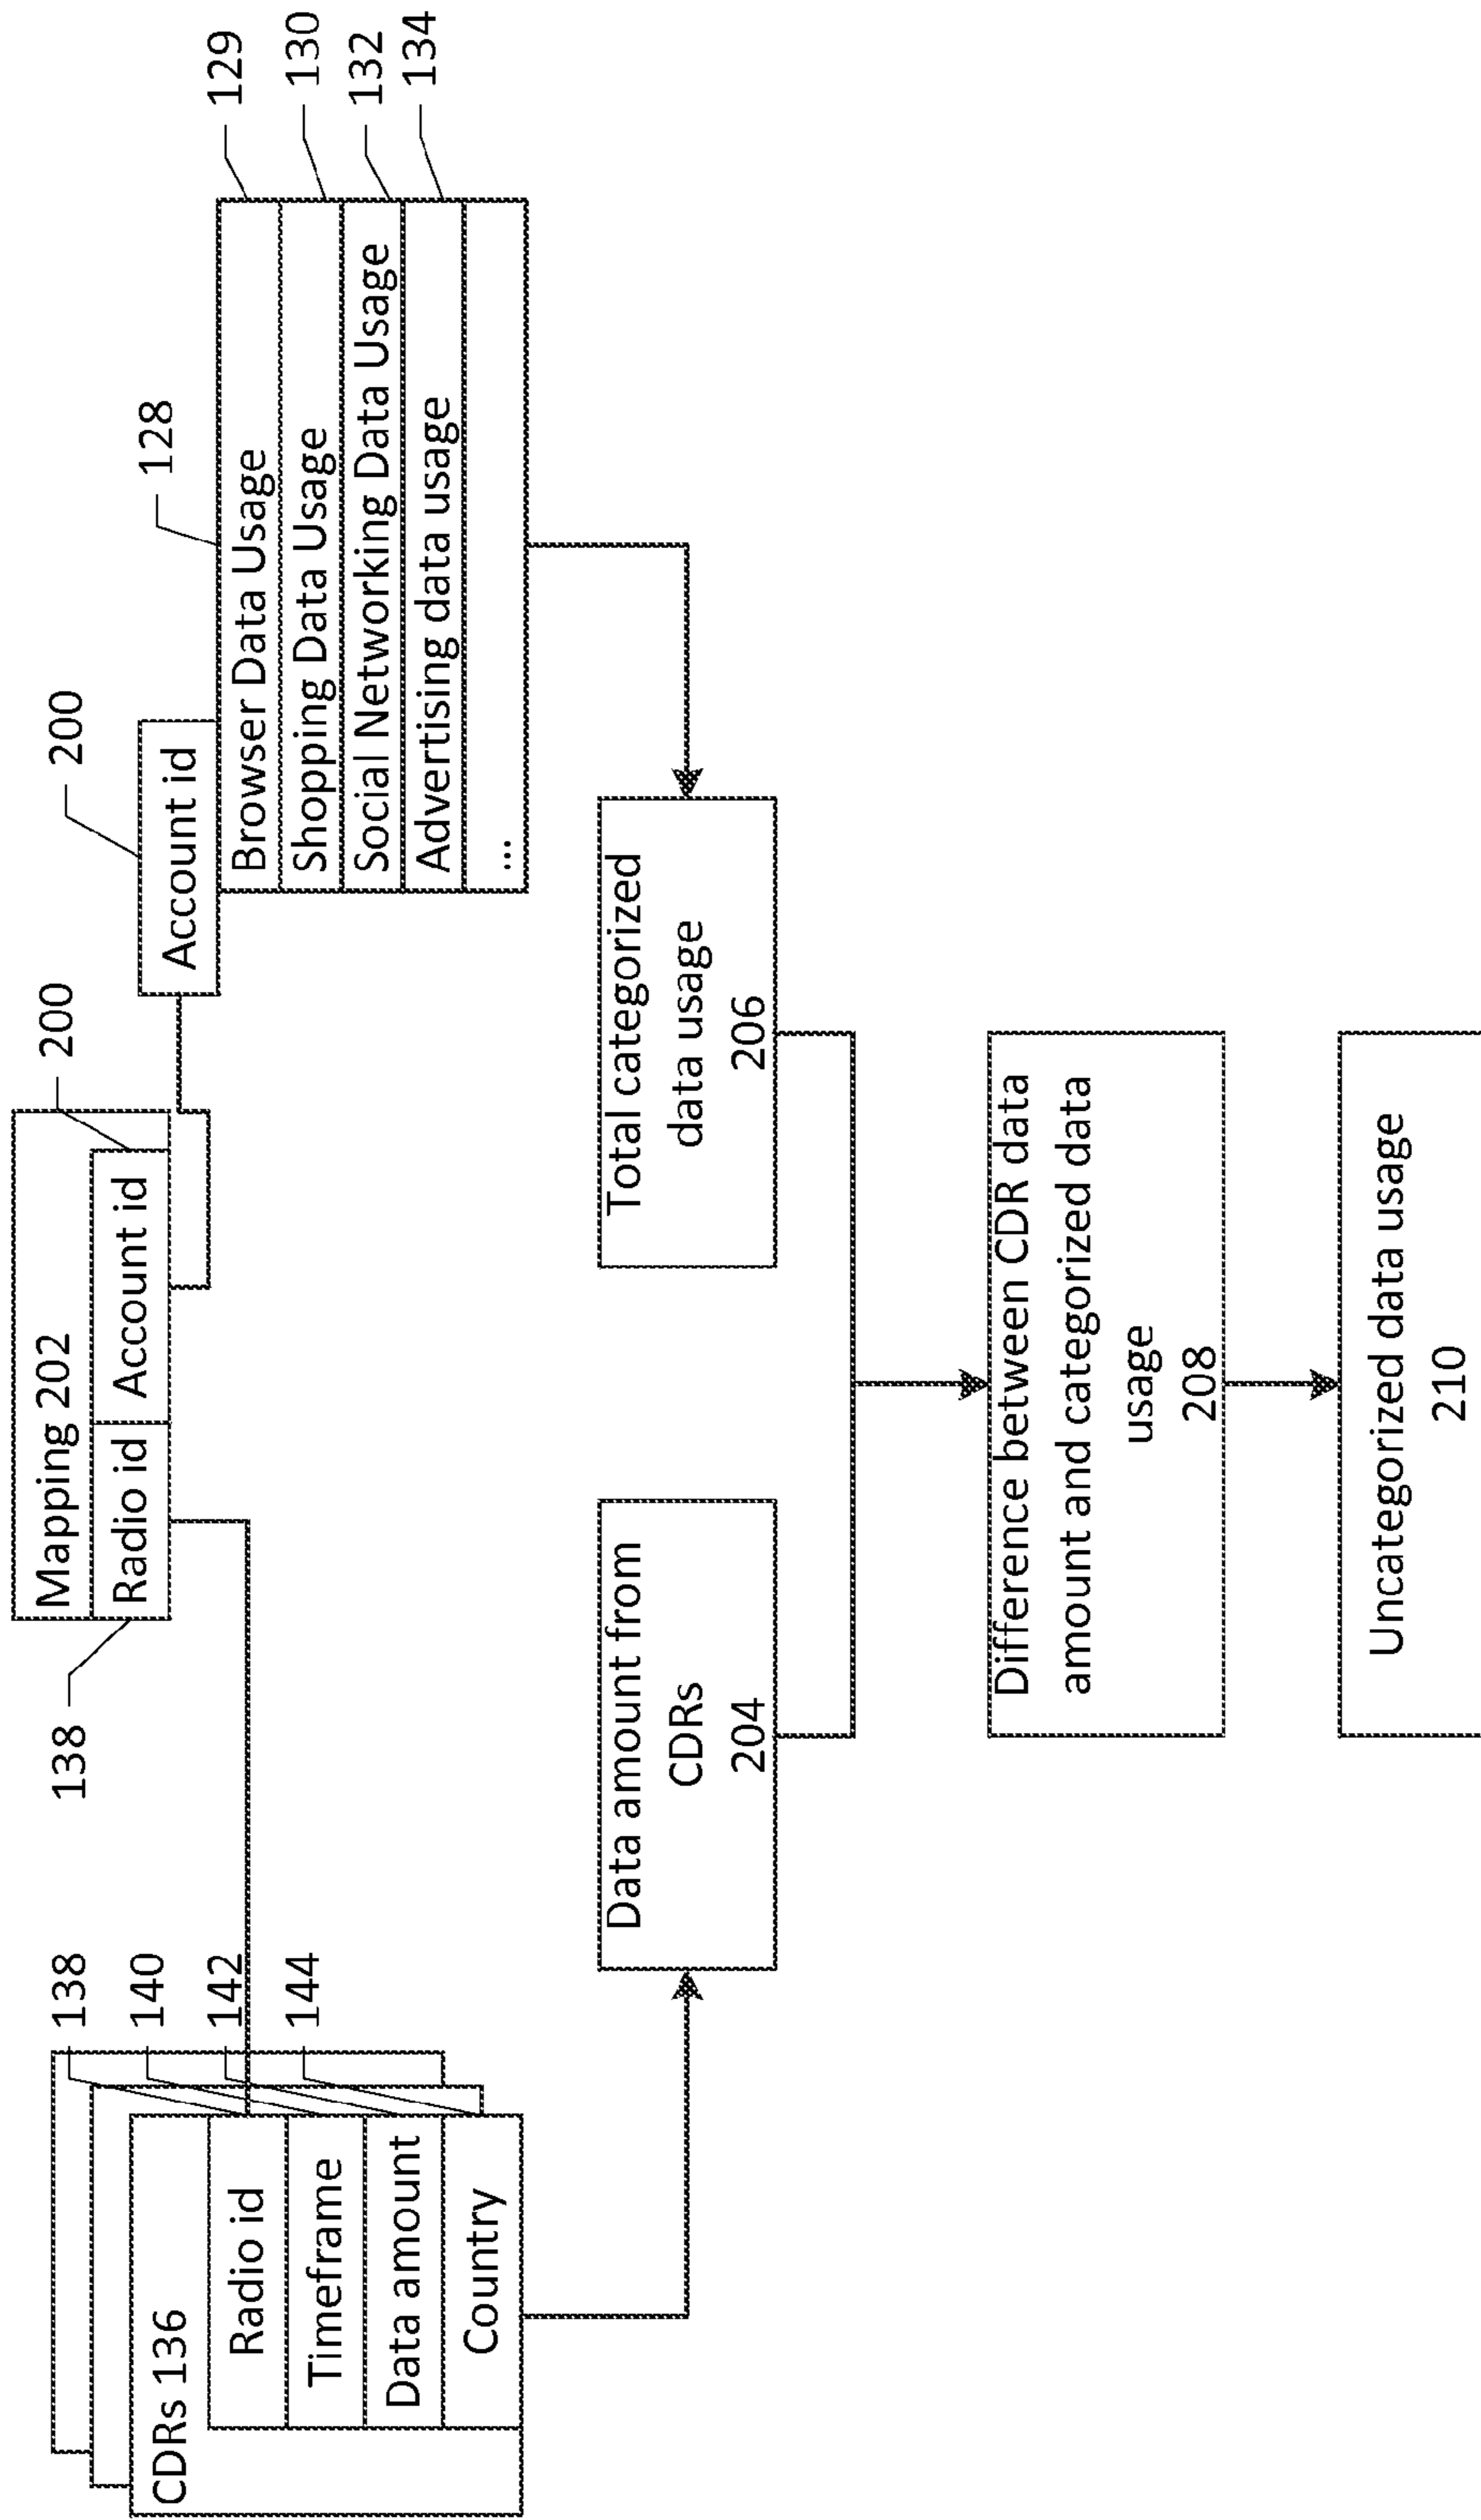 138
140
142
144
CDRs 136
Radio id
Timeframe
Data amount
Country
138
Mapping 202
Radio id
Account id
200
200
Account id
128
Browser Data Usage
Shopping Data Usage
Social Networking Data Usage
Advertising data usage
...
129
130
132
134
Data amount from
CDRs
204
Total categorized
data usage
206
Difference between CDR data
amount and categorized data
usage
208
Uncategorized data usage
210